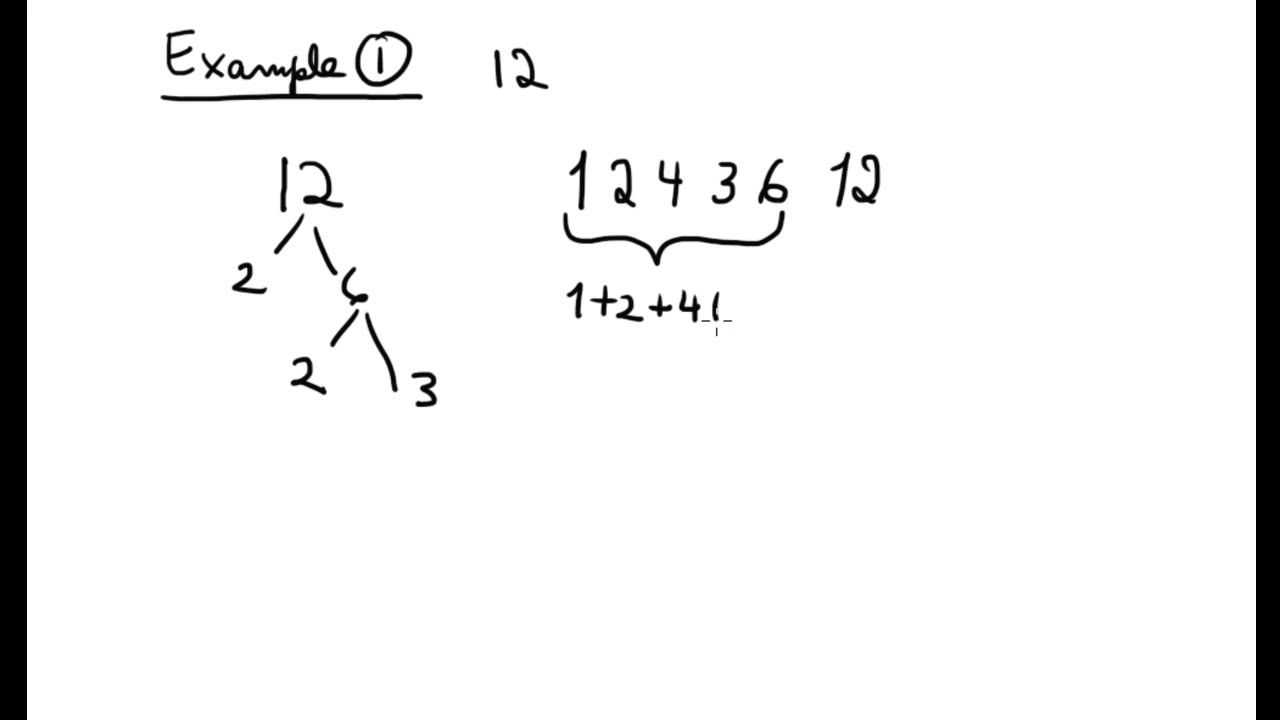 Example ① 12
12
1 2 4 3 6 12
2 6
1+2+4
2 3